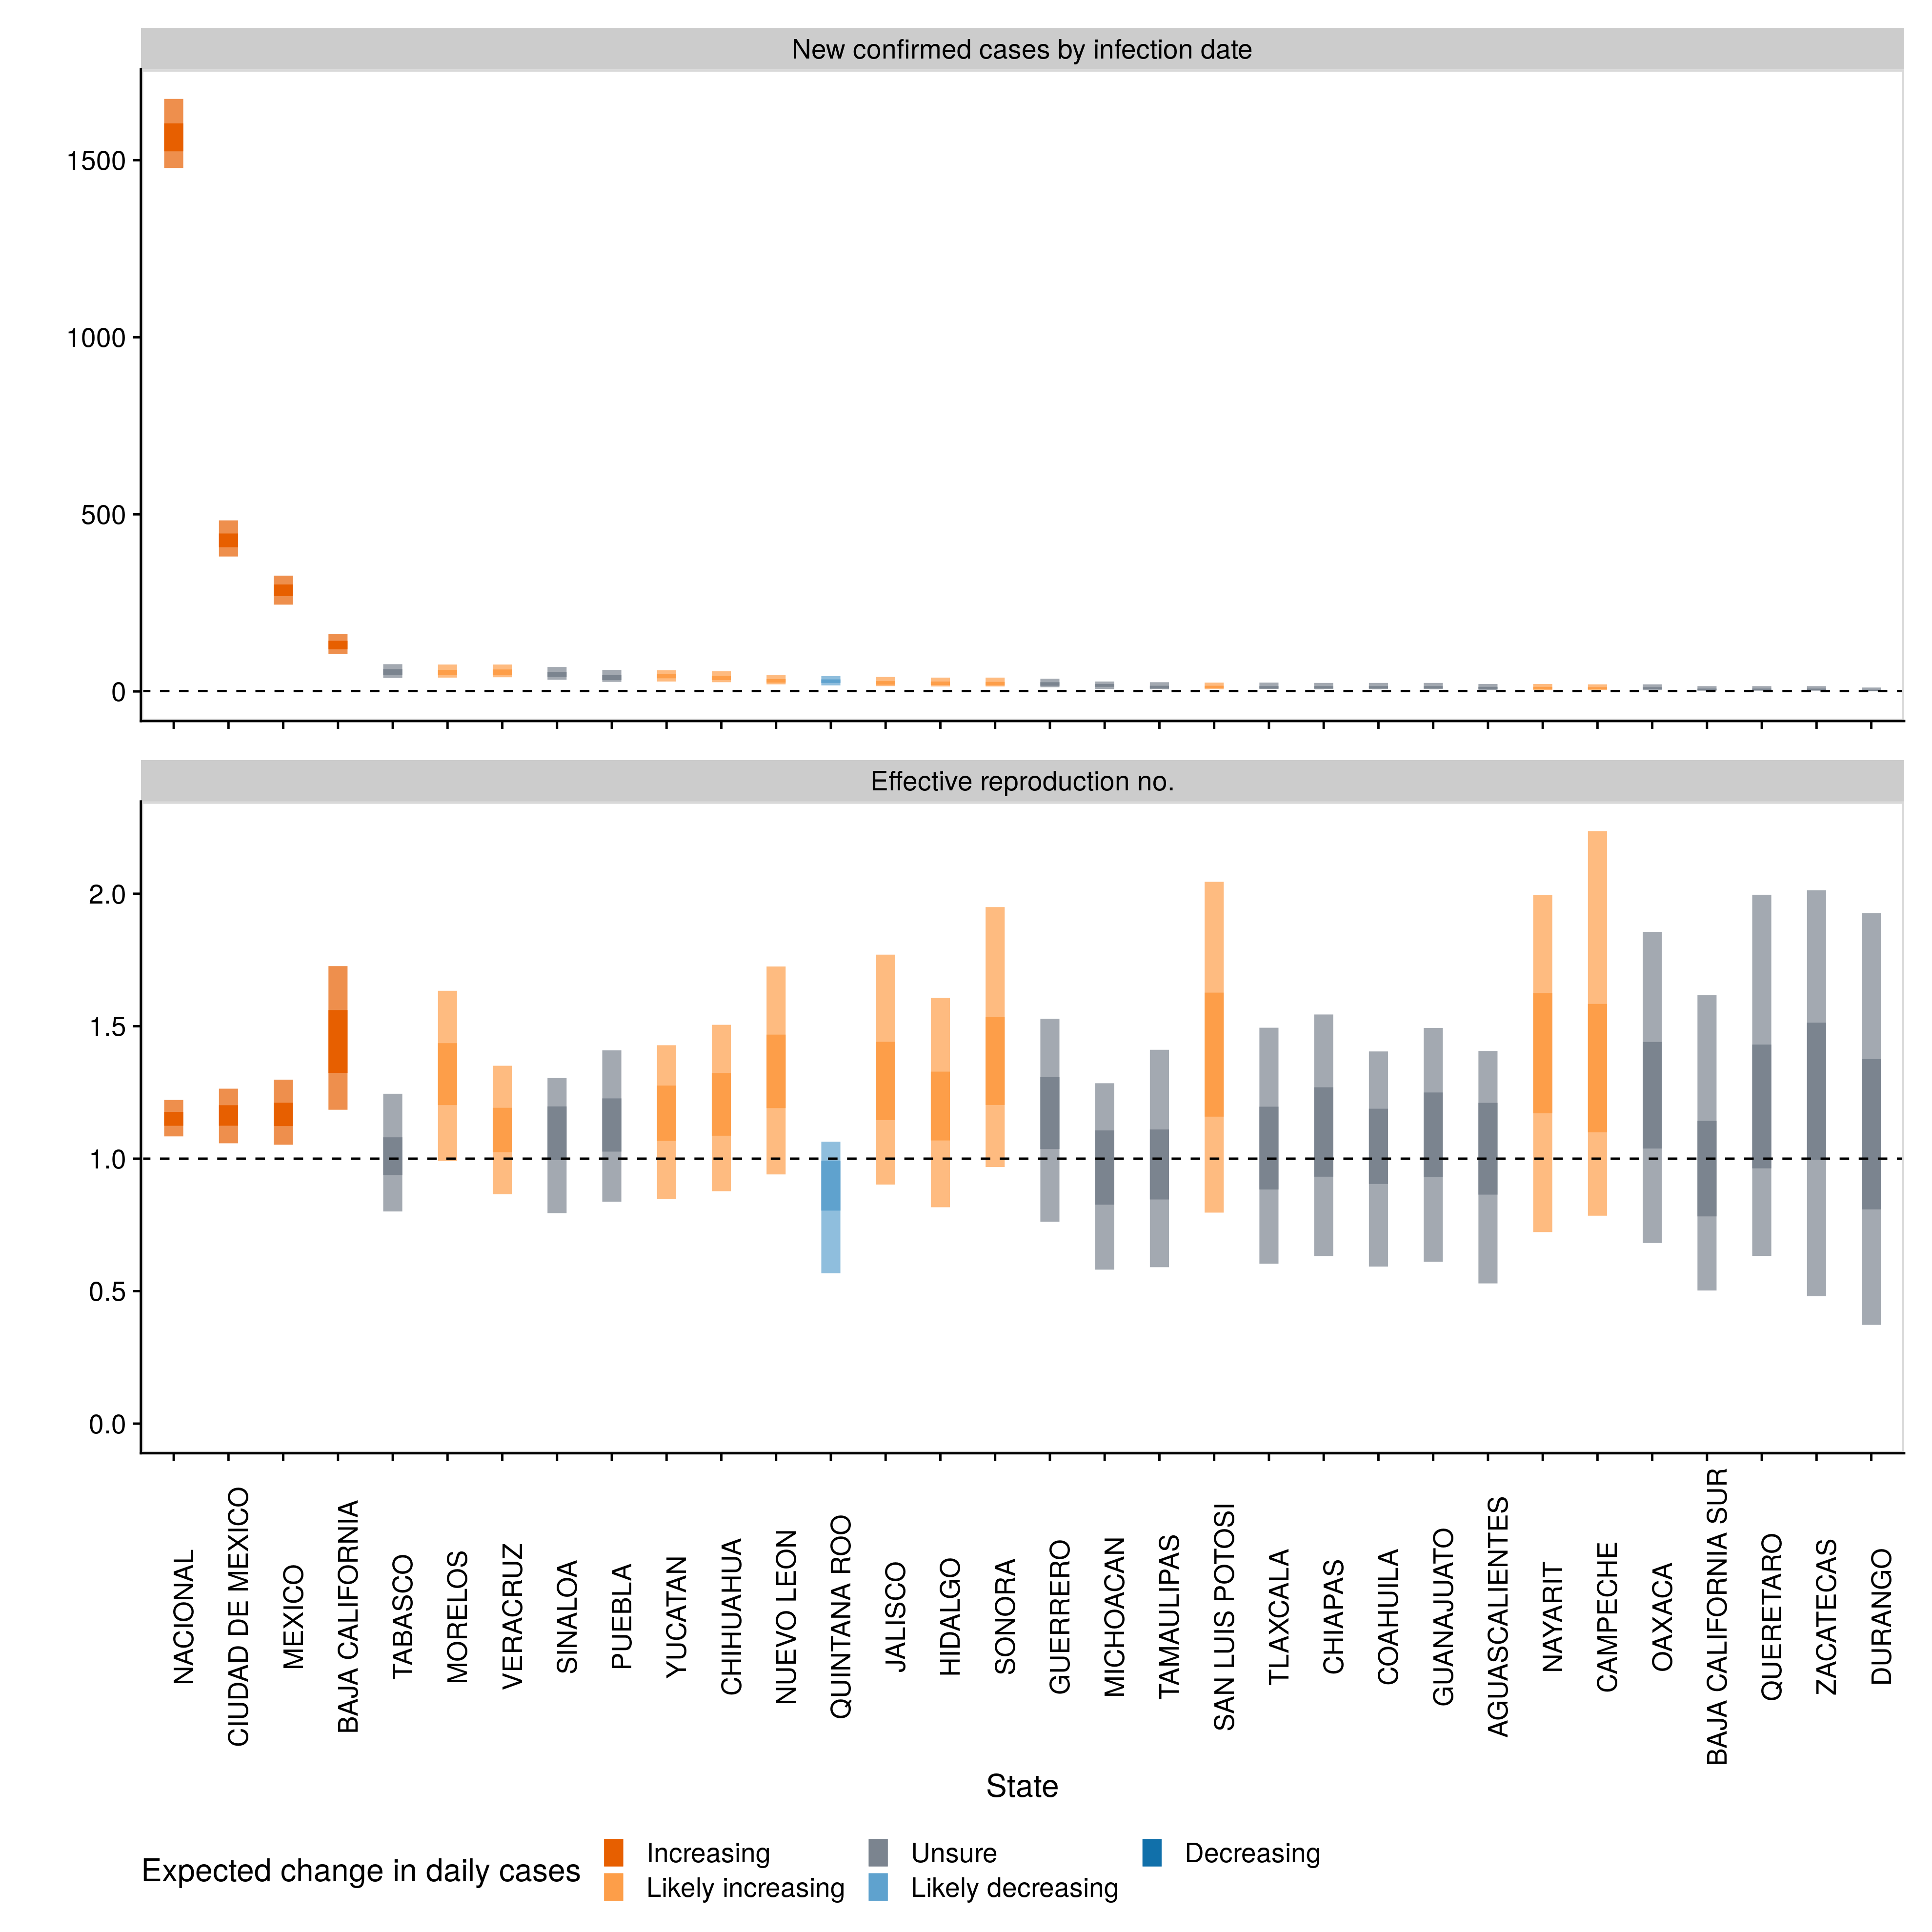 New confirmed cases by infection date
1500
1000
500
0
Effective reproduction no.
2.0
1.5
1.0
0.5
0.0
NACIONAL
CIUDAD DE MEXICO
MEXICO
BAJA CALIFORNIA
TABASCO
MORELOS
VERACRUZ
SINALOA
PUEBLA
YUCATAN
CHIHUAHUA
NUEVO LEON
QUINTANA ROO
JALISCO
HIDALGO
SONORA
GUERRERO
MICHOACAN
TAMAULIPAS
SAN LUIS POTOSI
TLAXCALA
CHIAPAS
COAHUILA
GUANAJUATO
AGUASCALIENTES
NAYARIT
CAMPECHE
OAXACA
BAJA CALIFORNIA SUR
QUERETARO
ZACATECAS
DURANGO
State
Expected change in daily cases
Increasing
Likely increasing
Unsure
Likely decreasing
Decreasing